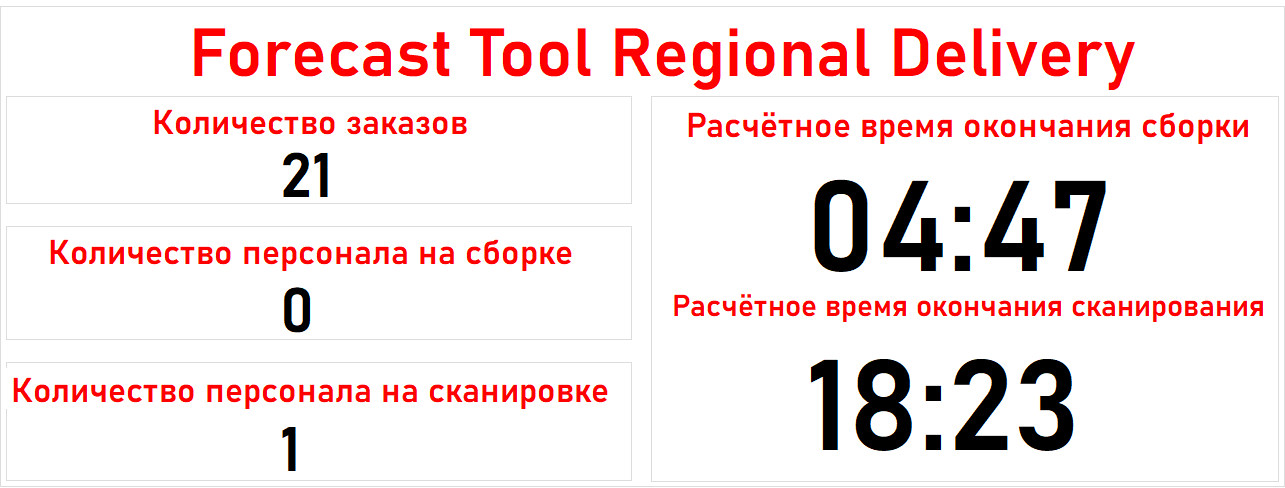 Forecast Tool Regional Delivery
Количество заказов
21
Количество персонала на сборке
0
Количество персонала на сканировке
1
Расчётное время окончания сборки
04:47
Расчётное время окончания сканирования
18:23